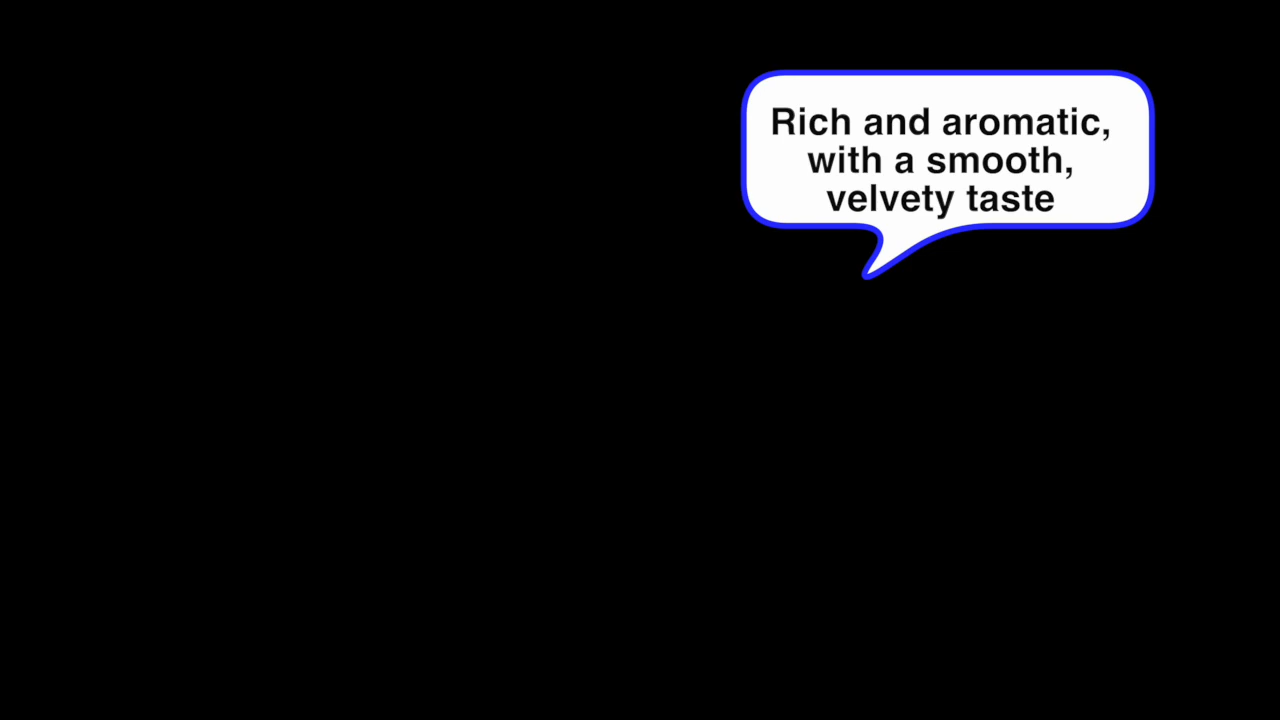 Rich and aromatic,
with a smooth,
velvety taste